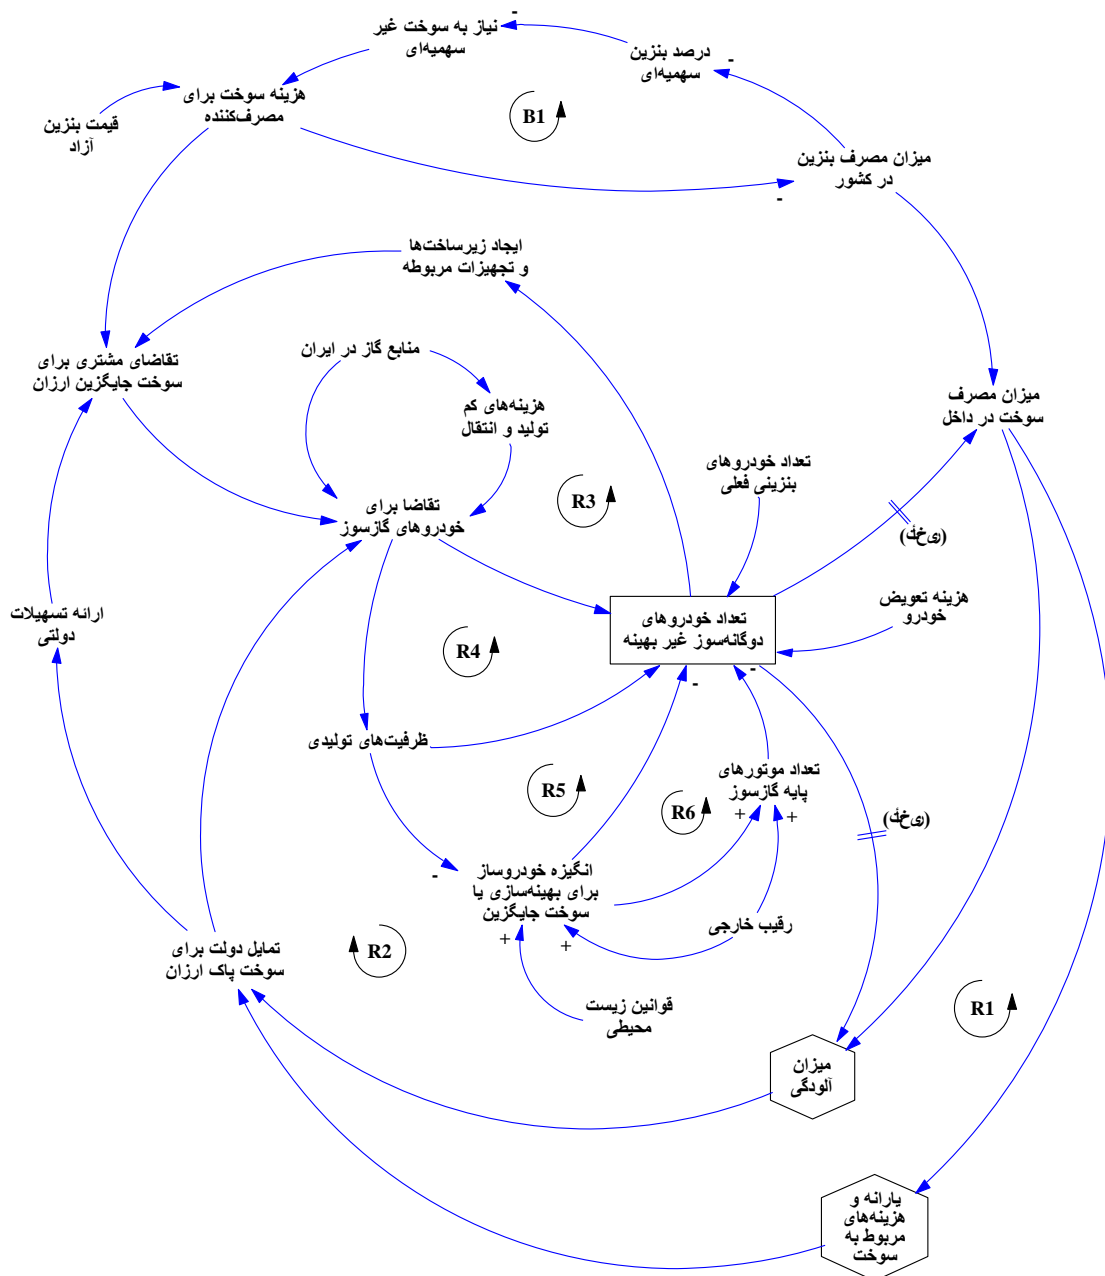 نیاز به سوخت غیر
سهمیه‌ای
درصد بنزین
سهمیه‌ای
هزینه سوخت برای
مصرف‌کننده
قیمت بنزین
آزاد
B1
میزان مصرف بنزین
در کشور
ایجاد زیرساخت‌ها
و تجهیزات مربوطه
منابع گاز در ایران
تقاضای مشتری برای
سوخت جایگزین ارزان
هزینه‌های کم
تولید و انتقال
میزان مصرف
سوخت در داخل
تعداد خودروهای
بنزینی فعلی
R3
تقاضا برای
خودروهای گازسوز
هزینه تعویض
خودرو
ارائه تسهیلات
دولتی
تعداد خودروهای
دوگانه‌سوز غیر بهینه
R4
ظرفیت‌های تولیدی
تعداد موتورهای
پایه گازسوز
R5
R6
انگیزه خودروساز
برای بهینه‌سازی یا
سوخت جایگزین
رقیب خارجی
تمایل دولت برای
سوخت پاک ارزان
R2
قوانین زیست
محیطی
R1
میزان
آلودگی
یارانه و
هزینه‌های
مربوط به
سوخت